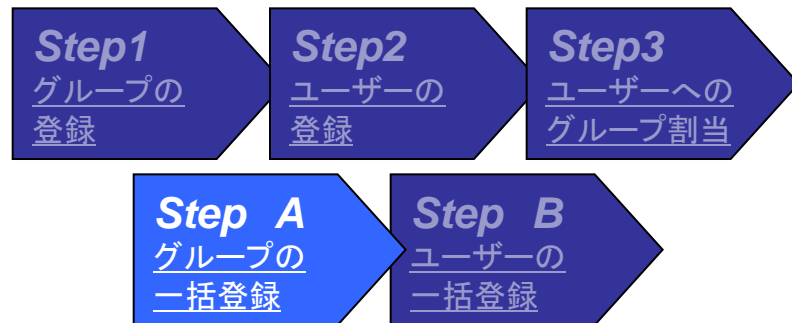 Step1
グループの
登録
Step2
ユーザーの
登録
Step3
ユーザーへの
グループ割当
Step A
グループの
一括登録
Step B
ユーザーの
一括登録